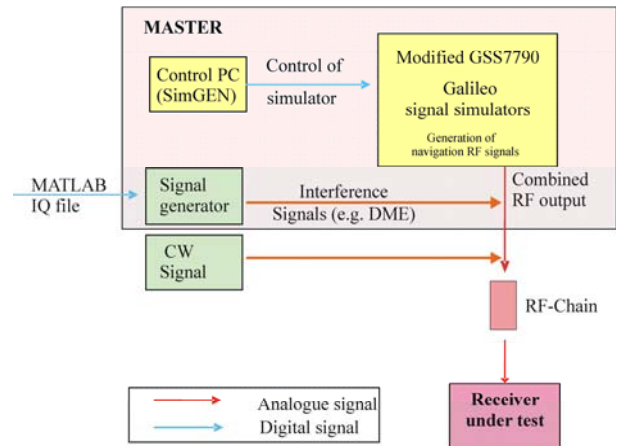 MASTER
Control PC
(SimGEN)
Control of
simulator
Modified GSS7790
Galileo
signal simulators
Generation of
navigation RF signals
MATLAB
IQ file
Signal
generator
Interference
Signals (e.g. DME)
Combined
RF output
CW
Signal
RF-Chain
Analogue signal
Digital signal
Receiver
under test